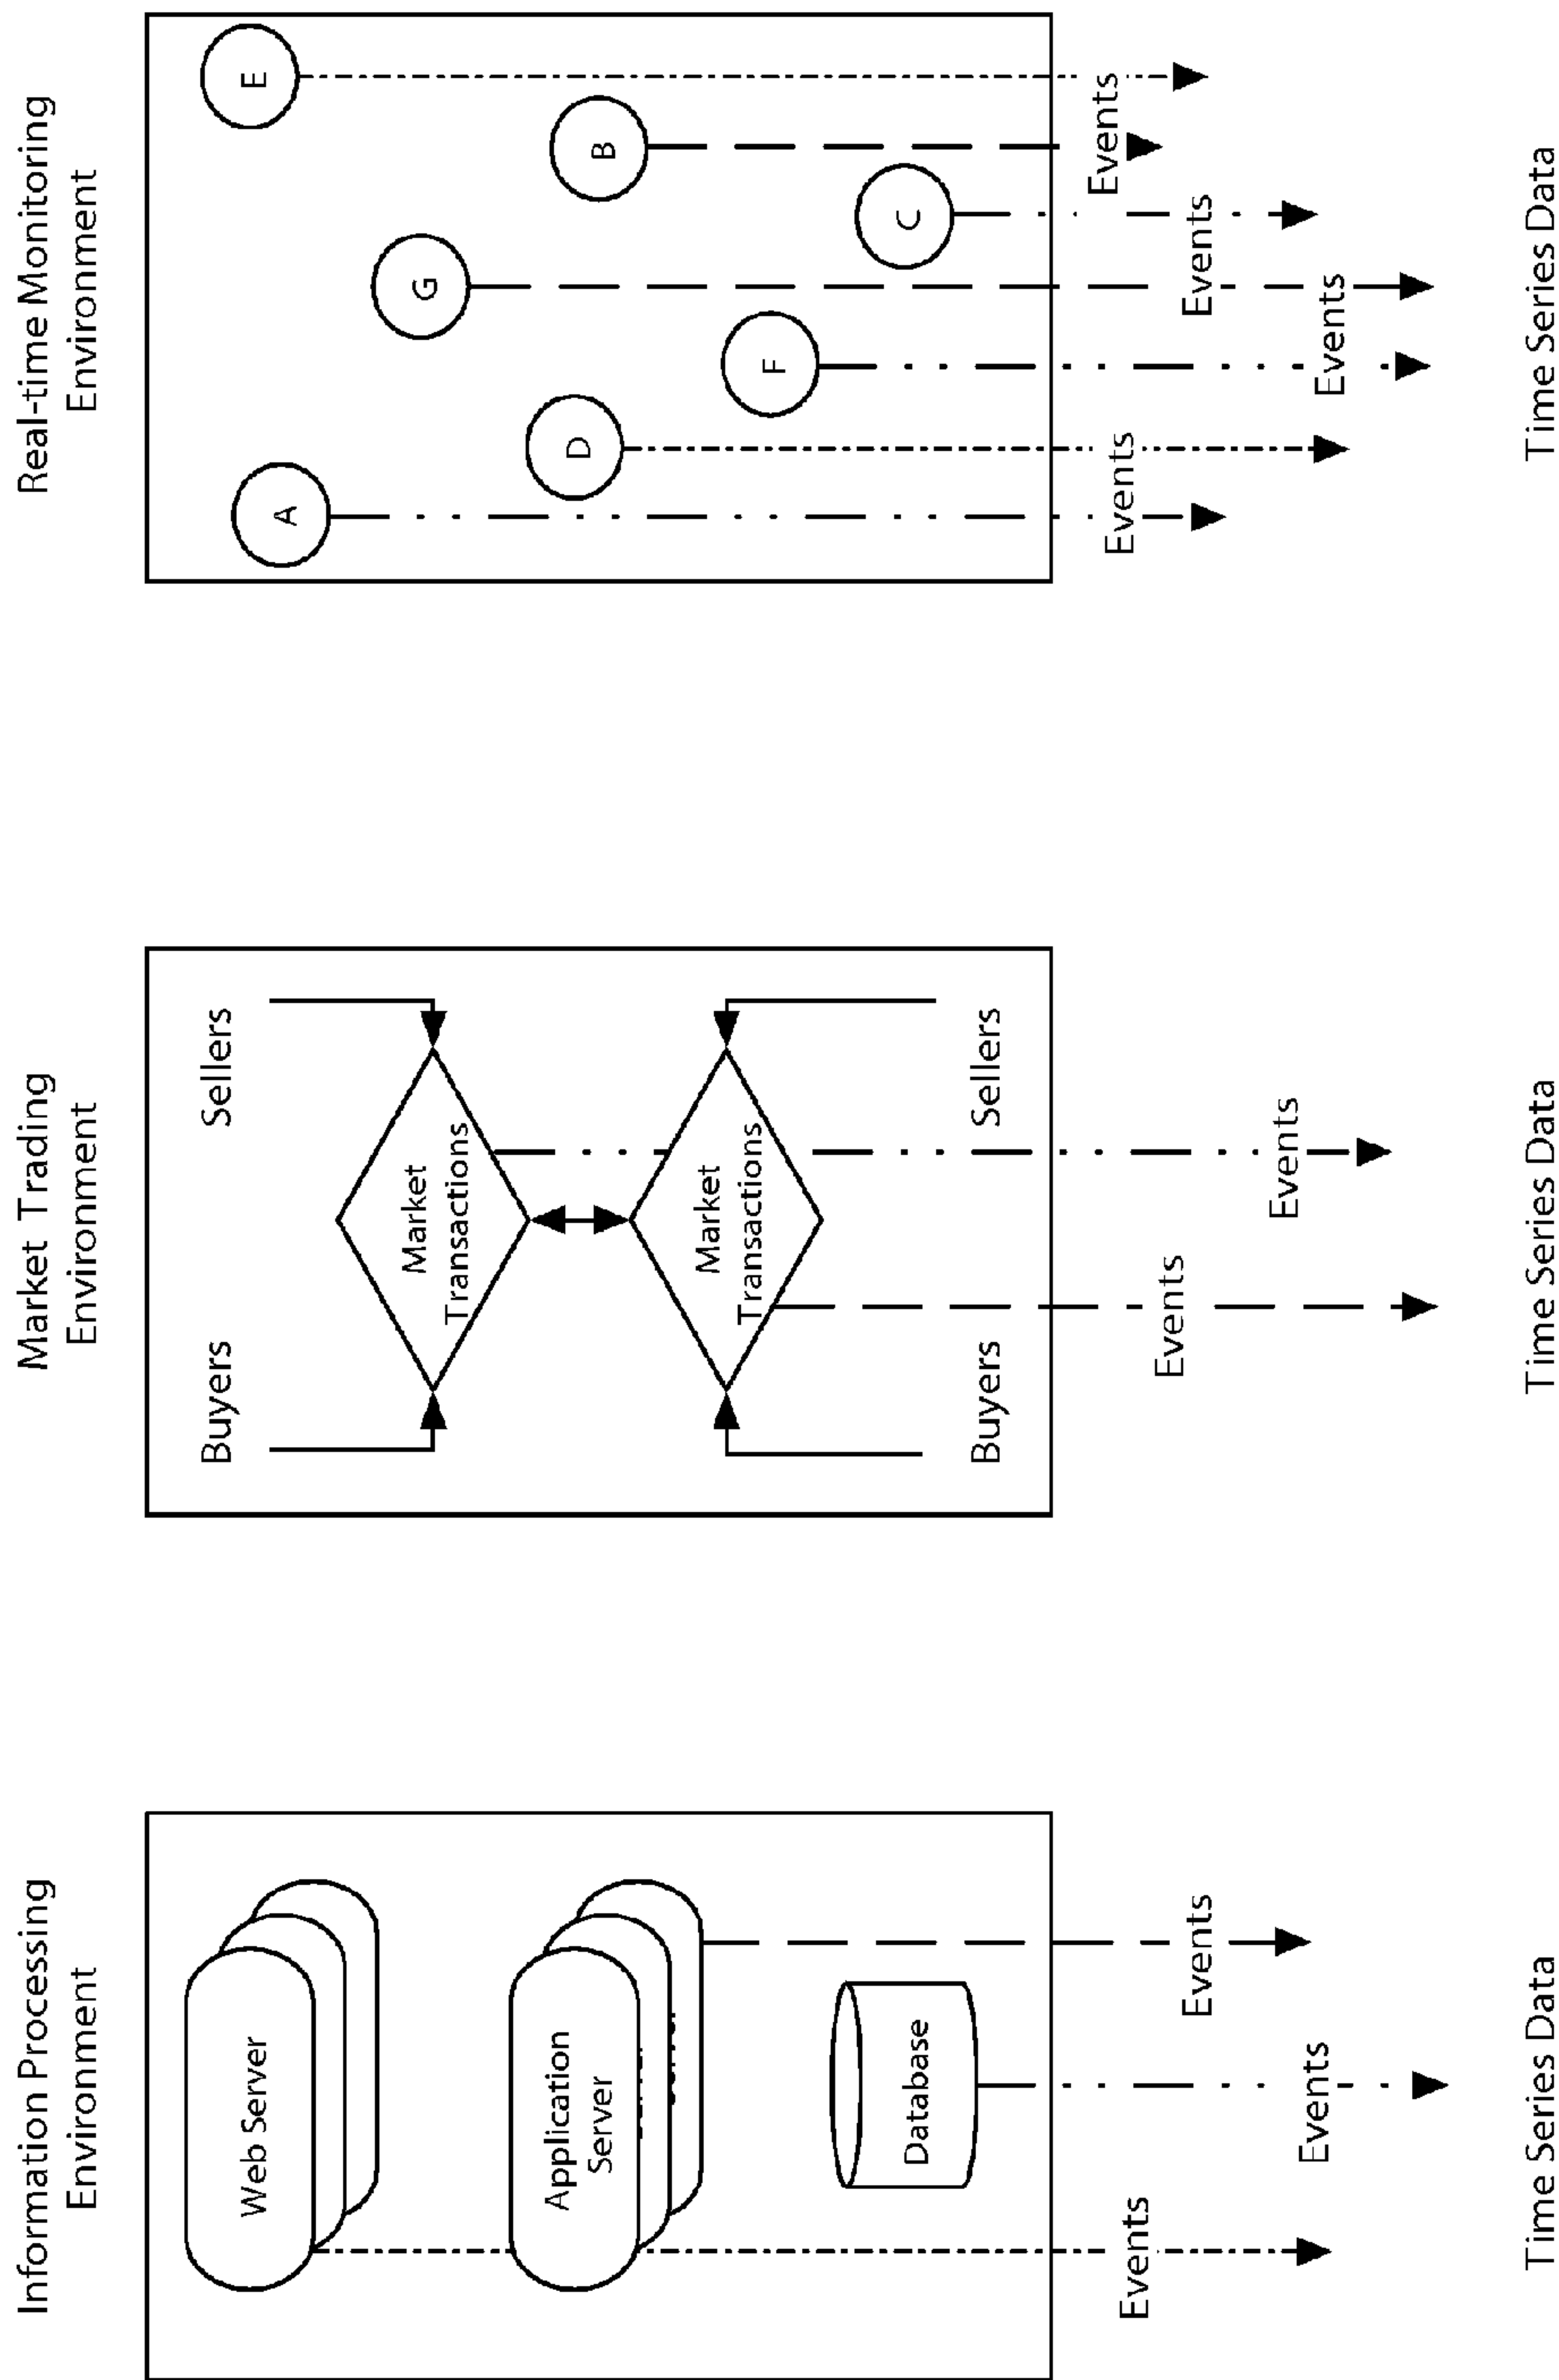 Information Processing
Environment
Web Server
Application
Server
Database
Events
Events
Events
Time Series Data
Market Trading
Environment
Buyers
Sellers
Market
Transactions
Market
Transactions
Buyers
Sellers
Events
Events
Time Series Data
Real-time Monitoring
Environment
E
A
G
D
B
F
C
Events
Events
Events
Events
Time Series Data